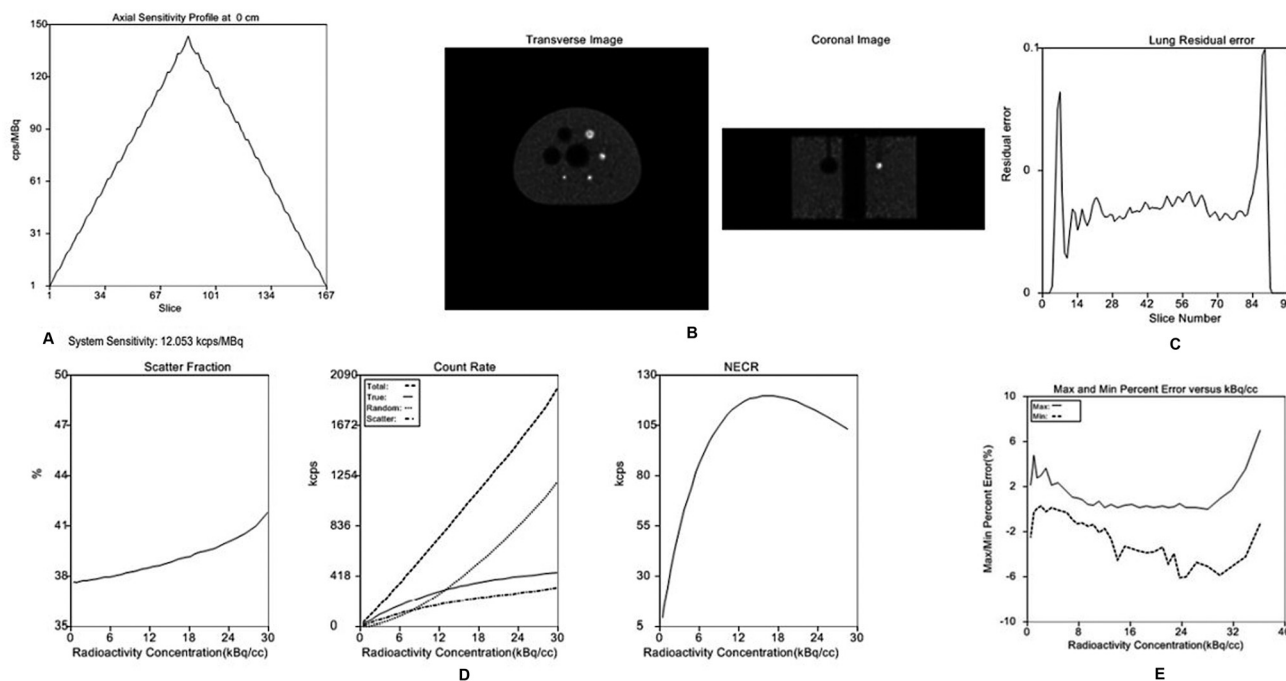 Axial Sensitivity Profile at 0 cm
150
120
90
61
31
1
cps/MBq
1 34 67 101 134 167
Slice
A System Sensitivity: 12.053 kcps/MBq
Transverse Image
Coronal Image
B
Lung Residual error
0.1
0
0
Residual error
0 14 28 42 56 70 84 9
Slice Number
C
Scatter Fraction
50
47
44
41
38
35
%
0 6 12 18 24 30
Radioactivity Concentration(kBq/cc)
Count Rate
2090
1672
1254
836
418
0
kcps
Total:
True:
Random:
Scatter:
0 6 12 18 24 30
Radioactivity Concentration(kBq/cc)
D
NECR
130
105
80
55
30
5
kcps
0 6 12 18 24 30
Radioactivity Concentration(kBq/cc)
Max and Min Percent Error versus kBq/cc
10
6
2
-2
-6
-10
Max/Min Percent Error(%)
Max:
Min:
0 8 16 24 32 40
Radioactivity Concentration(kBq/cc)
E